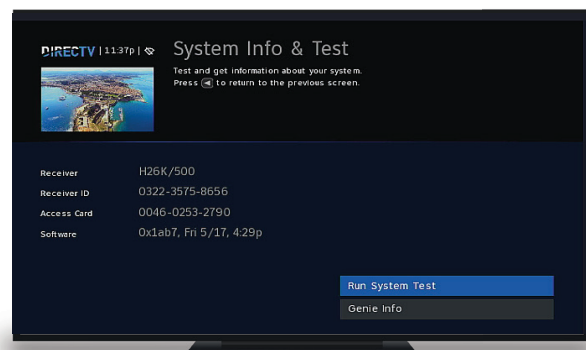 DIRECTV | 11:37p |
System Info & Test
Test and get information about your system.
Press to return to the previous screen.
Receiver H26K/500
Receiver ID 0322-3575-8656
Access Card 0046-0253-2790
Software 0x1ab7, Fri 5/17, 4:29p
Run System Test
Genie Info